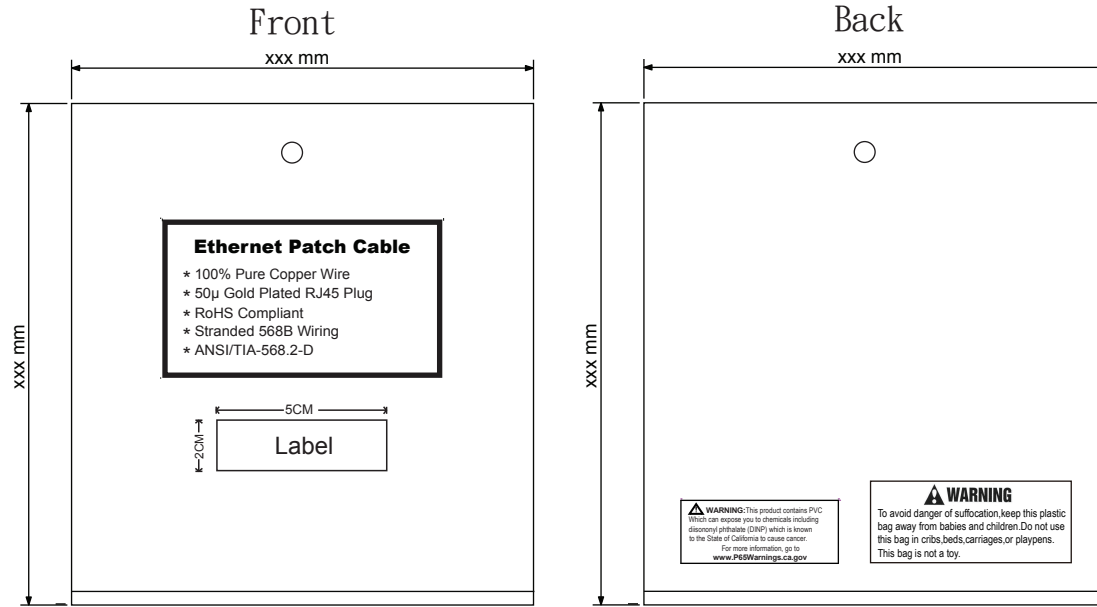 Front
xxx mm
xxx mm
Ethernet Patch Cable
* 100% Pure Copper Wire
* 50µ Gold Plated RJ45 Plug
* RoHS Compliant
* Stranded 568B Wiring
* ANSI/TIA-568.2-D
5CM
2CM
Label
Back
xxx mm
xxx mm
WARNING:This product contains PVC
Which can expose you to chemicals including
diisononyl phthalate (DINP) which is known
to the State of California to cause cancer.
For more information, go to
www.P65Warnings.ca.gov
WARNING
To avoid danger of suffocation,keep this plastic
bag away from babies and children.Do not use
this bag in cribs,beds,carriages,or playpens.
This bag is not a toy.